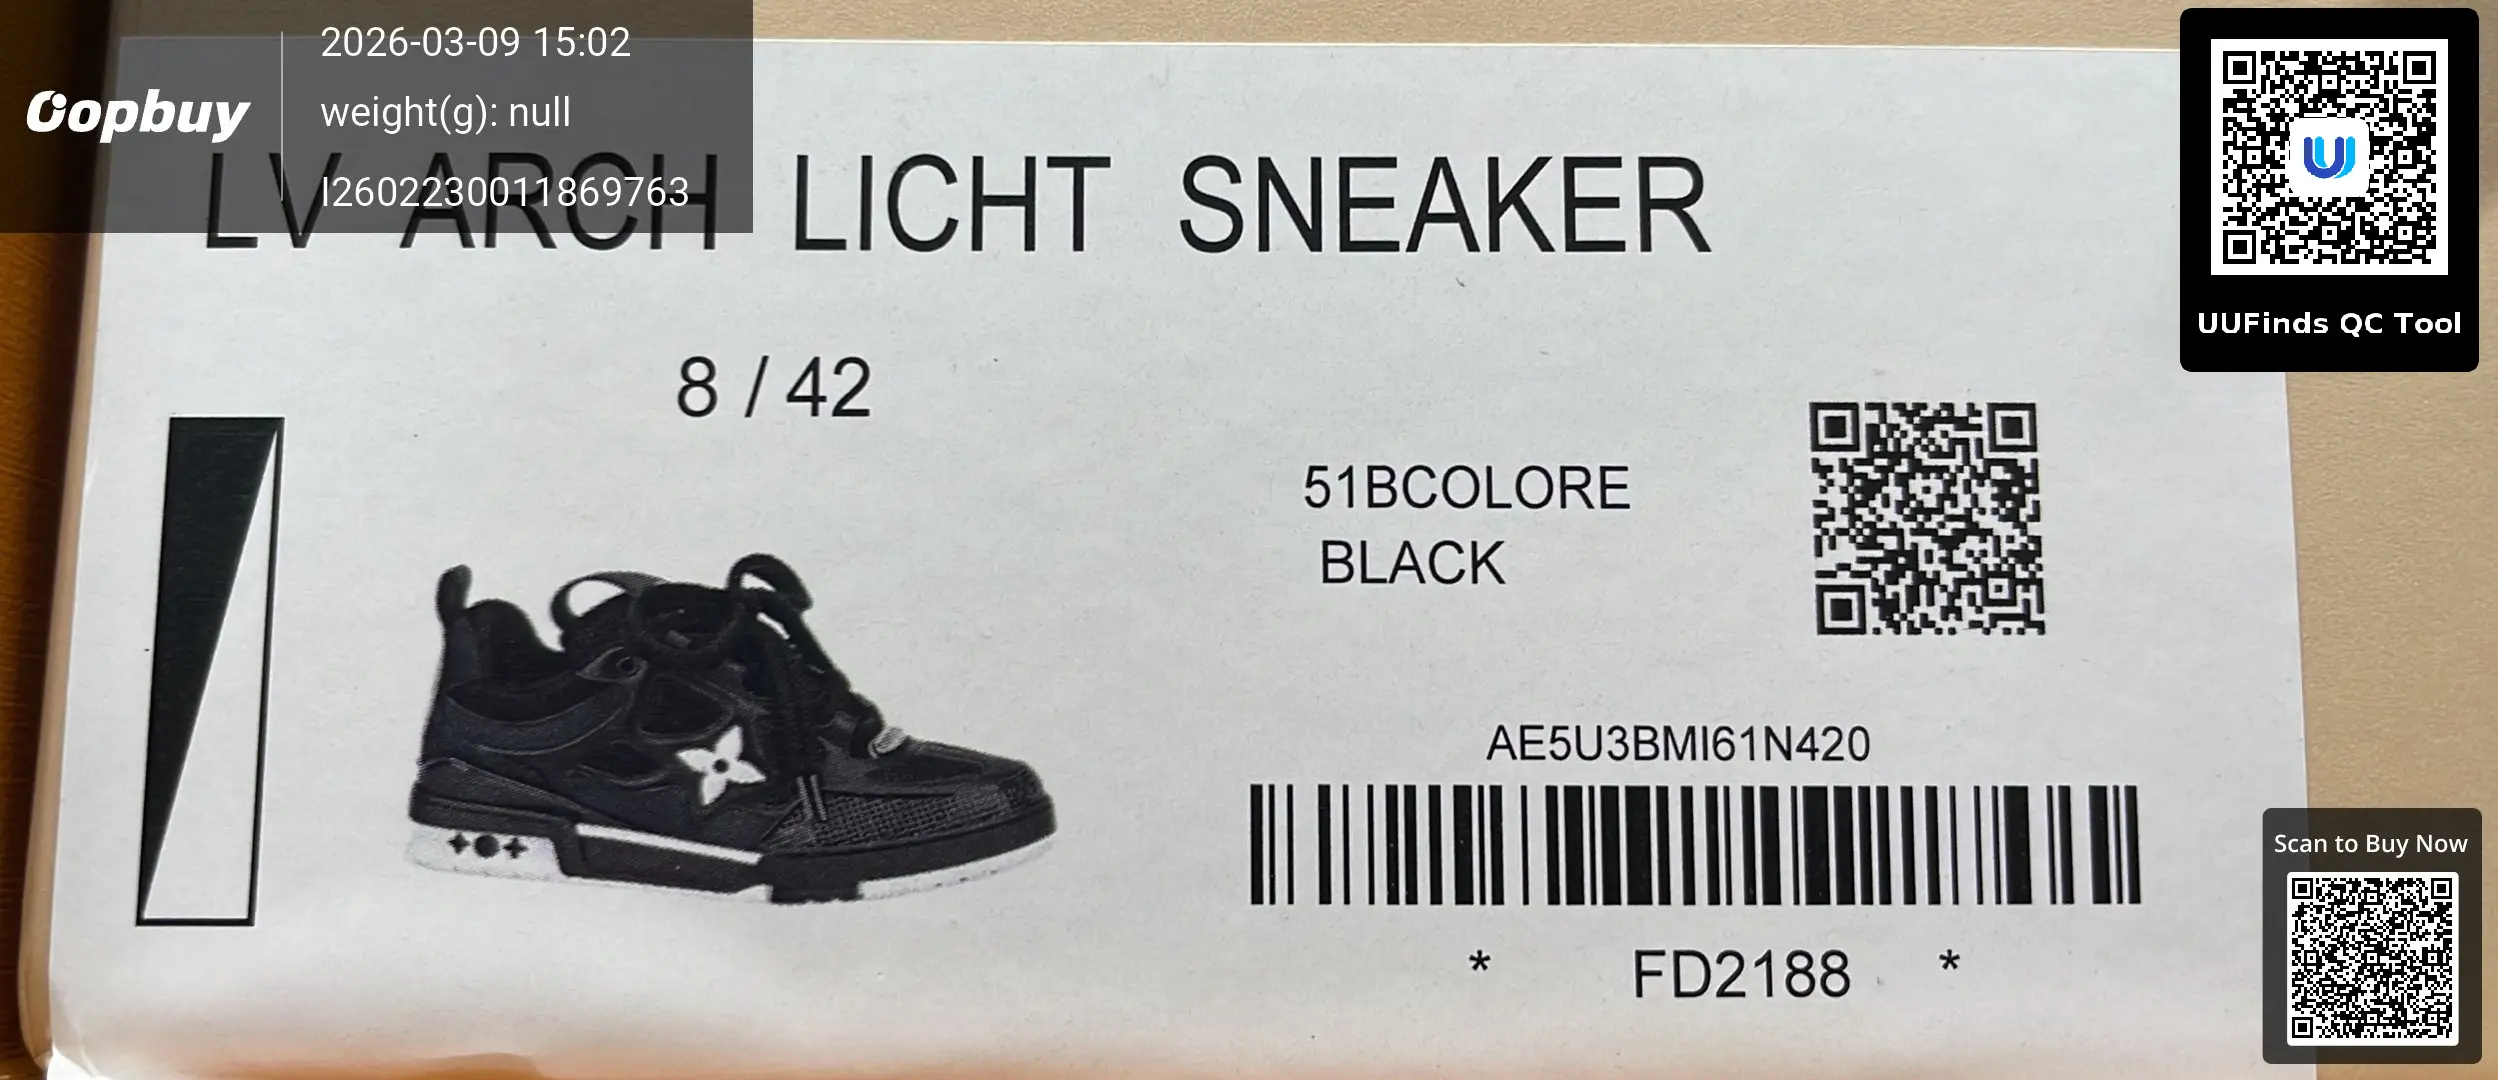 2026-03-09 15:02
oopbuy
weight(g): null
I2602230011869763
LV ARCH LICHT SNEAKER
UUFinds QC Tool
8 / 42
51BCOLORE
BLACK
AE5U3BMI61N420
* FD2188 *
Scan to Buy Now